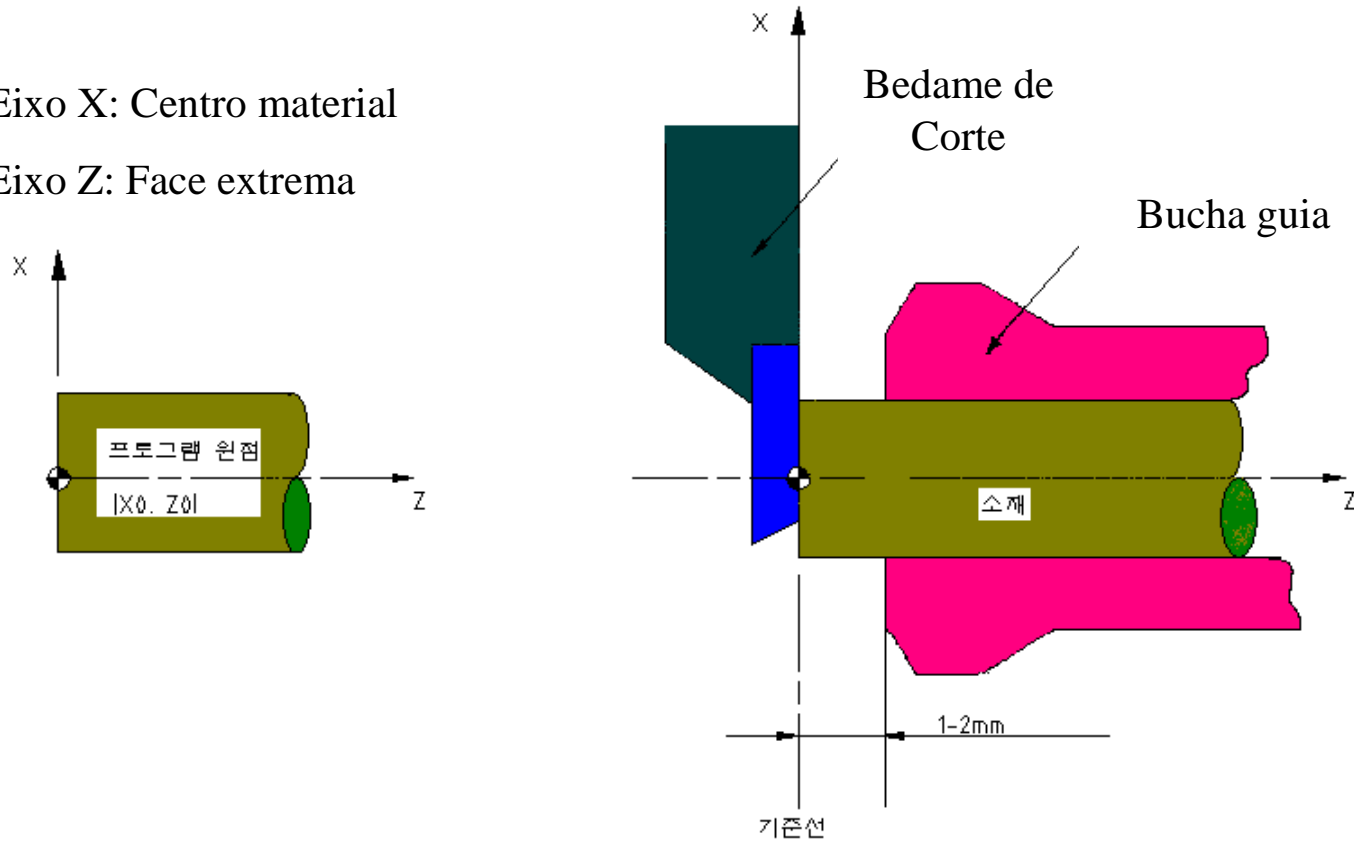 Eixo X: Centro material
Eixo Z: Face extrema
X
프로그램 원점
|X0. Z0|
Z
X
Bedame de
Corte
Bucha guia
소재
Z
1-2mm
기준선